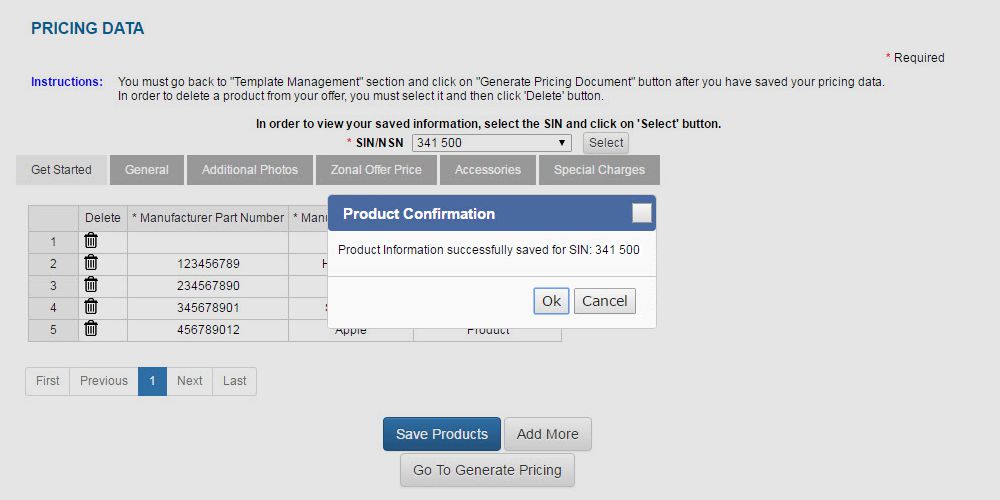 PRICING DATA
* Required
Instructions: You must go back to "Template Management" section and click on "Generate Pricing Document" button after you have saved your pricing data.
In order to delete a product from your offer, you must select it and then click 'Delete' button.
In order to view your saved information, select the SIN and click on 'Select' button.
* SIN/NSN 341 500 Select
Get Started General Additional Photos Zonal Offer Price Accessories Special Charges
Product Confirmation
Product Information successfully saved for SIN: 341 500
Ok Cancel
Delete * Manufacturer Part Number
1
2 123456789
3 234567890
4 345678901
5 456789012 Apple Product
First Previous 1 Next Last
Save Products Add More
Go To Generate Pricing